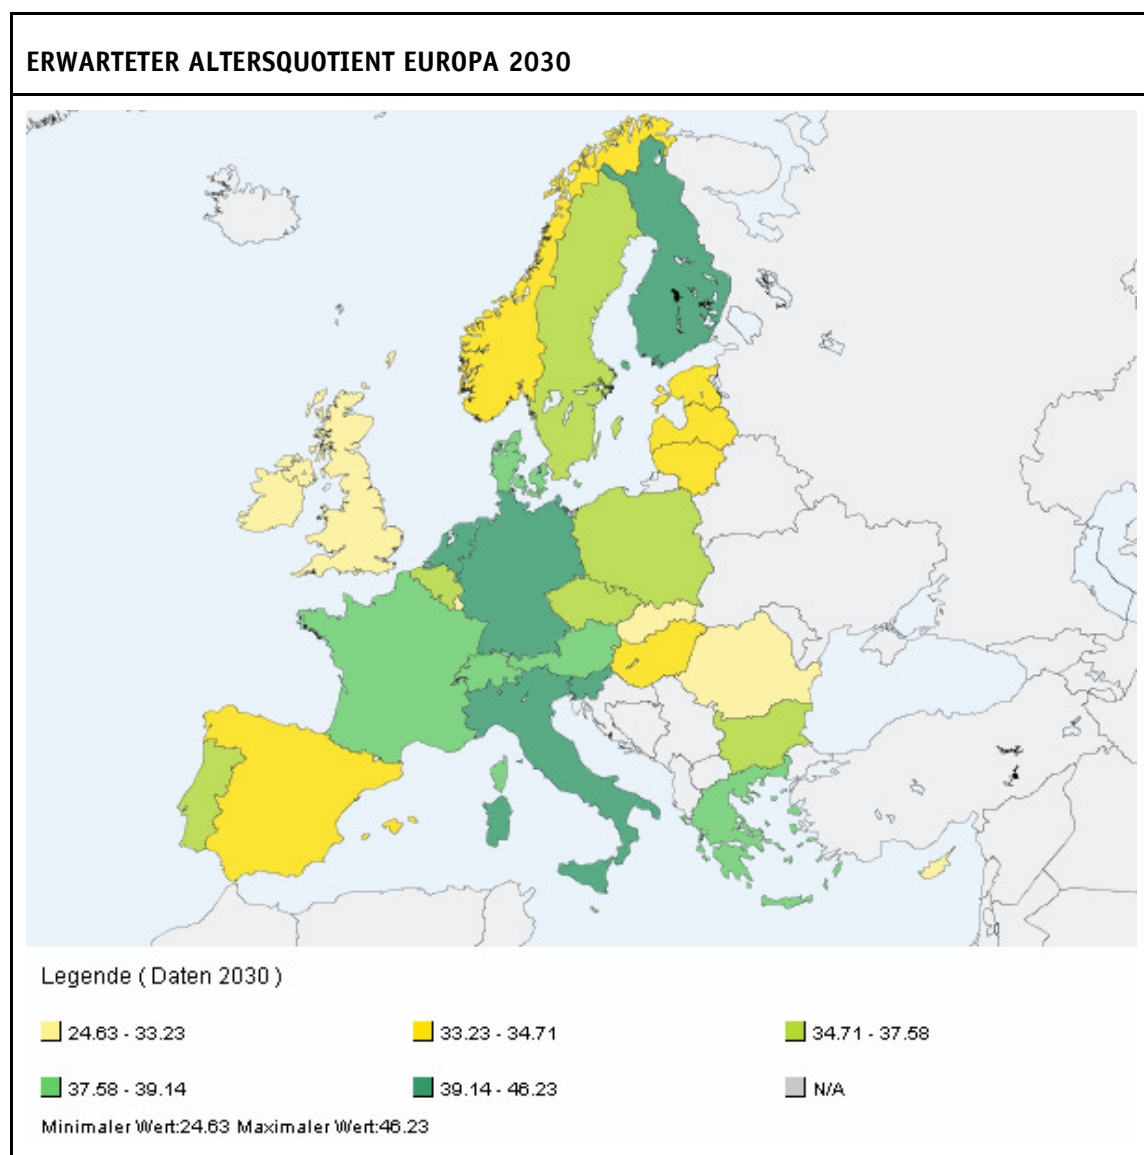 ERWARTETER ALTERSQUOTIENT EUROPA 2030
Legende ( Daten 2030 )
24.63 - 33.23 33.23 - 34.71 34.71 - 37.58
37.58 - 39.14 39.14 - 46.23 N/A
Minimaler Wert:24.63 Maximaler Wert:46.23